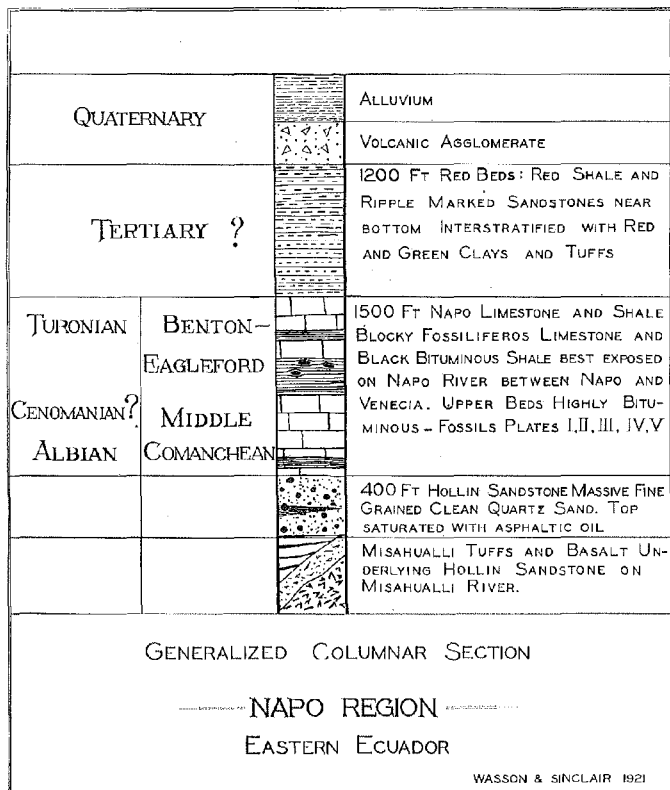 QUATERNARY
ALLUVIUM
VOLCANIC AGGLOMERATE
TERTIARY ?
1200 FT RED BEDS: RED SHALE AND
RIPPLE MARKED SANDSTONES NEAR
BOTTOM INTERSTRATIFIED WITH RED
AND GREEN CLAYS AND TUFFS
TURONIAN
BENTON-
EAGLEFORD
CENOMANIAN?
MIDDLE
ALBIAN
COMANCHEAN
1500 FT NAPO LIMESTONE AND SHALE
BLOCKY FOSSILIFEROS LIMESTONE AND
BLACK BITUMINOUS SHALE BEST EXPOSED
ON NAPO RIVER BETWEEN NAPO AND
VENECIA. UPPER BEDS HIGHLY BITU-
MINOUS - FOSSILS PLATES I,II,III,IV,V
400 FT HOLLIN SANDSTONE MASSIVE FINE
GRAINED CLEAN QUARTZ SAND. TOP
SATURATED WITH ASPHALTIC OIL
MISAHUALLI TUFFS AND BASALT UN-
DERLYING HOLLIN SANDSTONE ON
MISAHUALLI RIVER.
GENERALIZED COLUMNAR SECTION
NAPO REGION
EASTERN ECUADOR
WASSON & SINCLAIR 1921